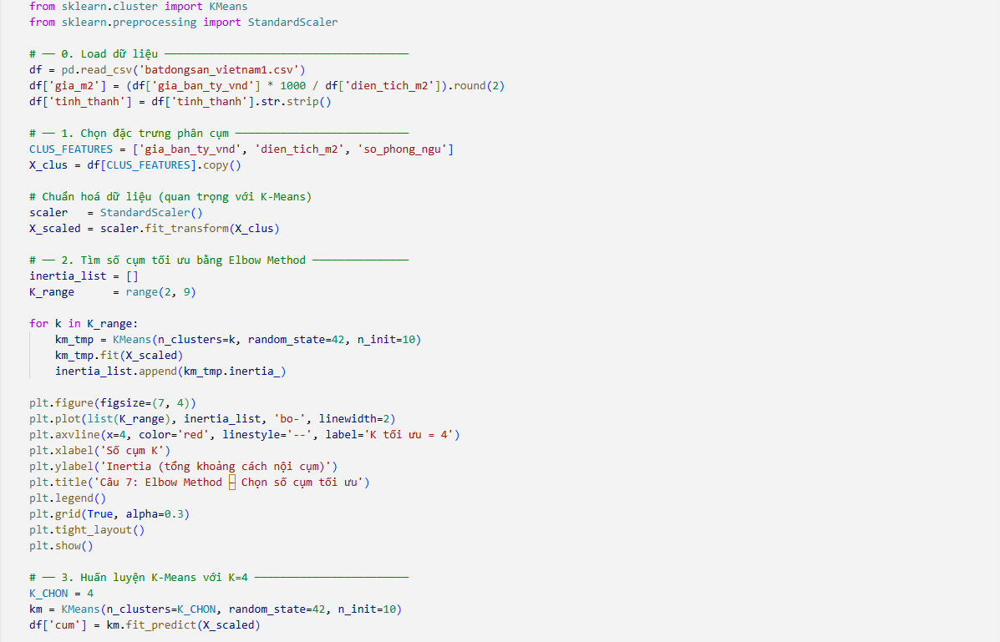 from sklearn.cluster import KMeans
from sklearn.preprocessing import StandardScaler
# ── 0. Load dữ liệu ──────────────────────────────────────
df = pd.read_csv('batdongsan_vietnam1.csv')
df['gia_m2'] = (df['gia_ban_ty_vnd'] * 1000 / df['dien_tich_m2']).round(2)
df['tinh_thanh'] = df['tinh_thanh'].str.strip()
# ── 1. Chọn đặc trưng phân cụm ───────────────────────────
CLUS_FEATURES = ['gia_ban_ty_vnd', 'dien_tich_m2', 'so_phong_ngu']
X_clus = df[CLUS_FEATURES].copy()
# Chuẩn hoá dữ liệu (quan trọng với K-Means)
scaler   = StandardScaler()
X_scaled = scaler.fit_transform(X_clus)
# ── 2. Tìm số cụm tối ưu bằng Elbow Method ───────────────
inertia_list = []
K_range      = range(2, 9)
for k in K_range:
    km_tmp = KMeans(n_clusters=k, random_state=42, n_init=10)
    km_tmp.fit(X_scaled)
    inertia_list.append(km_tmp.inertia_)
plt.figure(figsize=(7, 4))
plt.plot(list(K_range), inertia_list, 'bo-', linewidth=2)
plt.axvline(x=4, color='red', linestyle='--', label='K tối ưu = 4')
plt.xlabel('Số cụm K')
plt.ylabel('Inertia (tổng khoảng cách nội cụm)')
plt.title('Câu 7: Elbow Method – Chọn số cụm tối ưu')
plt.legend()
plt.grid(True, alpha=0.3)
plt.tight_layout()
plt.show()
# ── 3. Huấn luyện K-Means với K=4 ────────────────────────
K_CHON = 4
km = KMeans(n_clusters=K_CHON, random_state=42, n_init=10)
df['cum'] = km.fit_predict(X_scaled)